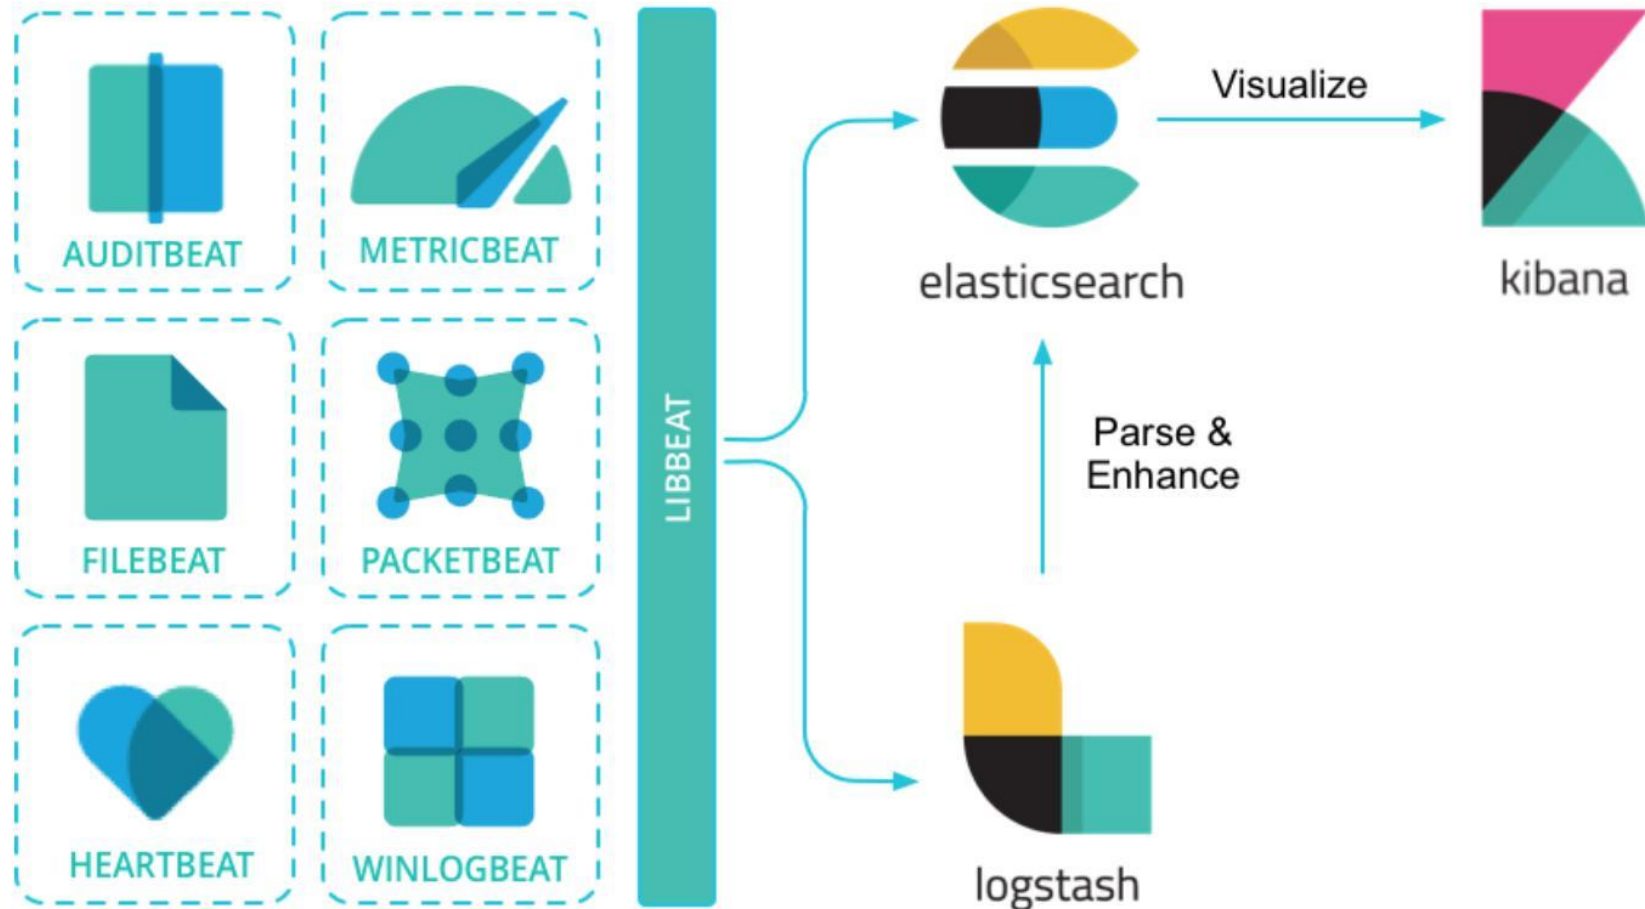 AUDITBEAT
METRICBEAT
FILEBEAT
PACKETBEAT
HEARTBEAT
WINLOGBEAT
LIBBEAT
elasticsearch
Visualize
kibana
Parse &
Enhance
logstash